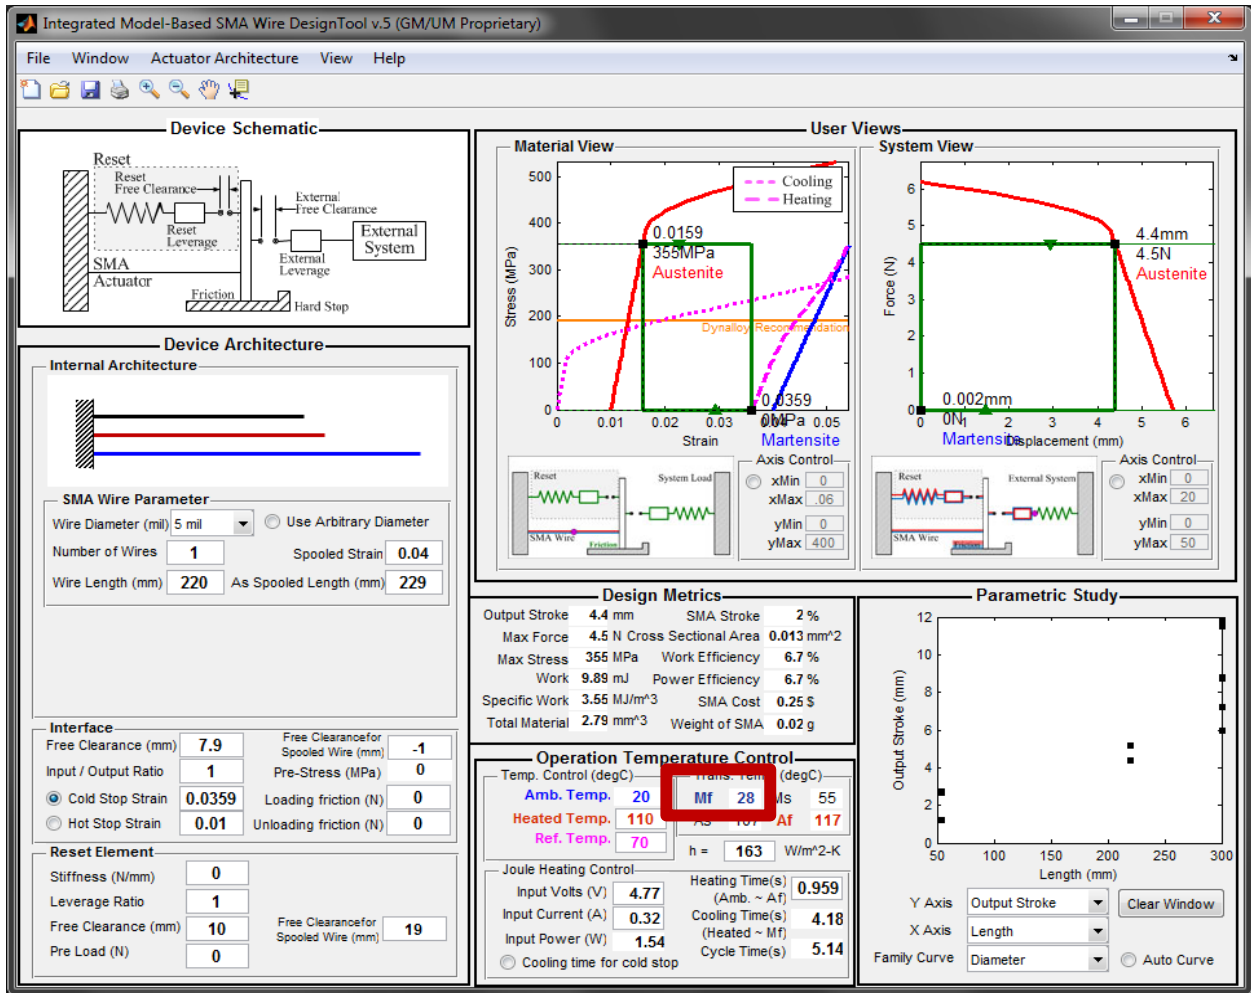 Integrated Model-Based SMA Wire DesignTool v.5 (GM/UM Proprietary)
File Window Actuator Architecture View Help
Device Schematic
Reset
Reset
Free Clearance
External
Free Clearance
Reset
Leverage
External
Leverage
External
System
SMA
Actuator
Friction
Hard Stop
Device Architecture
Internal Architecture
SMA Wire Parameter
Wire Diameter (mil) 5 mil Use Arbitrary Diameter
Number of Wires 1 Spooled Strain 0.04
Wire Length (mm) 220 As Spooled Length (mm) 229
Interface
Free Clearance (mm) 7.9 Free Clearancefor
Spooled Wire (mm) -1
Input / Output Ratio 1 Pre-Stress (MPa) 0
Cold Stop Strain 0.0359 Loading friction (N) 0
Hot Stop Strain 0.01 Unloading friction (N) 0
Reset Element
Stiffness (N/mm) 0
Leverage Ratio 1
Free Clearance (mm) 10 Free Clearancefor
Spooled Wire (mm) 19
Pre Load (N) 0
User Views
Material View
500
400
300
200
100
0
Stress (MPa)
Cooling
Heating
0.0159
355MPa
Austenite
Dynalloy Recommendation
0.0359
0MPa
Martensite
0 0.01 0.02 0.03 0.04 0.05
Strain
Reset System Load
SMA Wire
Friction
Axis Control
xMin 0
xMax .06
yMin 0
yMax 400
System View
6
5
4
3
2
1
0
Force (N)
4.4mm
4.5N
Austenite
0.002mm
0N
Martensite
0 1 2 3 4 5 6
Displacement (mm)
Reset External System
SMA Wire
Friction
Axis Control
xMin 0
xMax 20
yMin 0
yMax 50
Design Metrics
Output Stroke 4.4 mm SMA Stroke 2 %
Max Force 4.5 N Cross Sectional Area 0.013 mm^2
Max Stress 355 MPa Work Efficiency 6.7 %
Work 9.89 mJ Power Efficiency 6.7 %
Specific Work 3.55 MJ/m^3 SMA Cost 0.25 $
Total Material 2.79 mm^3 Weight of SMA 0.02 g
Operation Temperature Control
Temp. Control (degC)
Amb. Temp. 20
Heated Temp. 110
Ref. Temp. 70
(degC)
Mf 28 Ms 55
Af 117
h = 163 W/m^2-K
Joule Heating Control
Input Volts (V) 4.77
Input Current (A) 0.32
Input Power (W) 1.54
Cooling time for cold stop
Heating Time(s)
(Amb. ~ Af) 0.959
Cooling Time(s)
(Heated ~ Mf) 4.18
Cycle Time(s) 5.14
Parametric Study
12
10
8
6
4
2
0
Output Stroke (mm)
50 100 150 200 250 300
Length (mm)
Y Axis Output Stroke Clear Window
X Axis Length
Family Curve Diameter Auto Curve